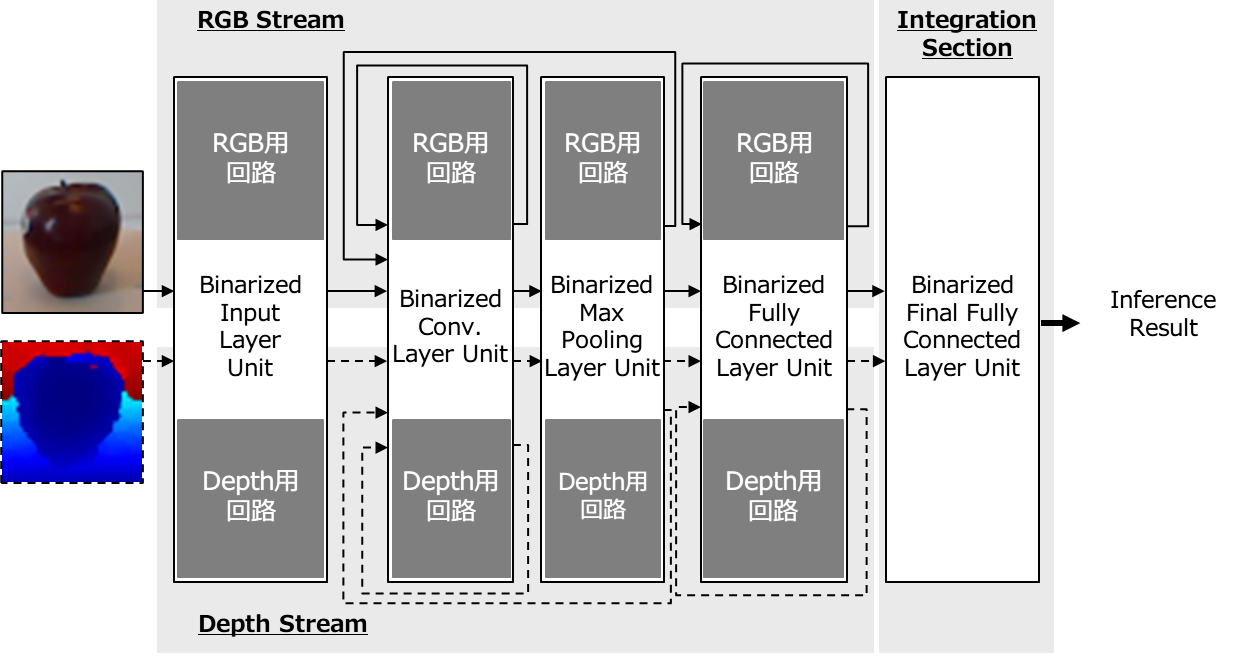 RGB Stream
Integration
Section
RGB用
回路
RGB用
回路
RGB用
回路
RGB用
回路
Binarized
Input
Layer
Unit
Binarized
Conv.
Layer Unit
Binarized
Max
Pooling
Layer Unit
Binarized
Fully
Connected
Layer Unit
Binarized
Final Fully
Connected
Layer Unit
Inference
Result
Depth用
回路
Depth用
回路
Depth用
回路
Depth用
回路
Depth Stream